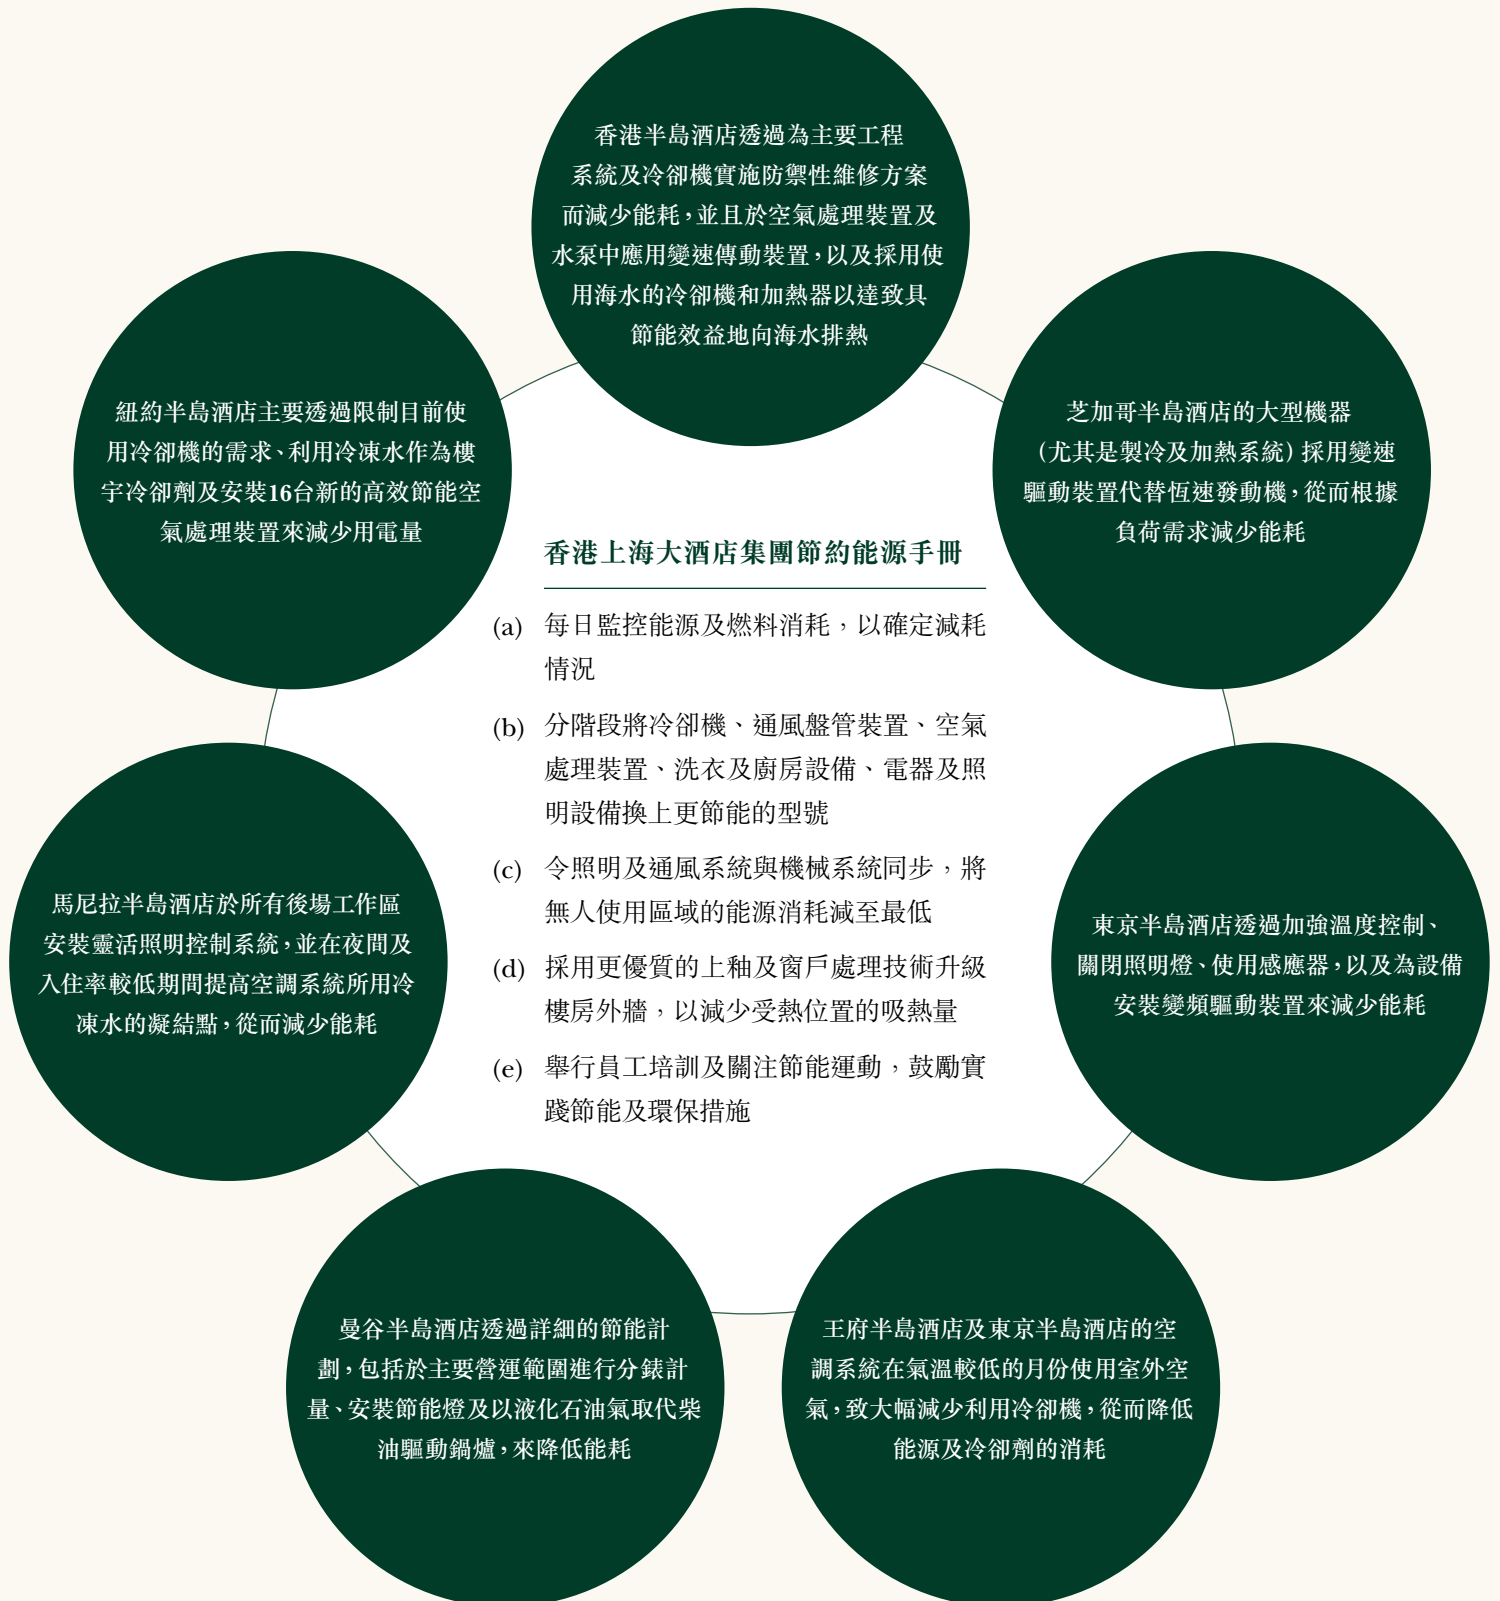 香港半島酒店透過為主要工程
系統及冷卻機實施防禦性維修方案
而減少能耗，並且於空氣處理裝置及
水泵中應用變速傳動裝置，以及採用使
用海水的冷卻機和加熱器以達致具
節能效益地向海水排熱
紐約半島酒店主要透過限制目前使
用冷卻機的需求、利用冷凍水作為樓
宇冷卻劑及安裝16台新的高效節能空
氣處理裝置來減少用電量
芝加哥半島酒店的大型機器
（尤其是製冷及加熱系統）採用變速
驅動裝置代替恆速發動機，從而根據
負荷需求減少能耗
香港上海大酒店集團節約能源手冊
(a) 每日監控能源及燃料消耗，以確定減耗
情況
(b) 分階段將冷卻機、通風盤管裝置、空氣
處理裝置、洗衣及廚房設備、電器及照
明設備換上更節能的型號
(c) 令照明及通風系統與機械系統同步，將
無人使用區域的能源消耗減至最低
(d) 採用更優質的上釉及窗戶處理技術升級
樓房外牆，以減少受熱位置的吸熱量
(e) 舉行員工培訓及關注節能運動，鼓勵實
踐節能及環保措施
馬尼拉半島酒店於所有後場工作區
安裝靈活照明控制系統，並在夜間及
入住率較低期間提高空調系統所用冷
凍水的凝結點，從而減少能耗
東京半島酒店透過加強溫度控制、
關閉照明燈、使用感應器，以及為設備
安裝變頻驅動裝置來減少能耗
曼谷半島酒店透過詳細的節能計
劃，包括於主要營運範圍進行分錶計
量、安裝節能燈及以液化石油氣取代柴
油驅動鍋爐，來降低能耗
王府半島酒店及東京半島酒店的空
調系統在氣溫較低的月份使用室外空
氣，致大幅減少利用冷卻機，從而降低
能源及冷卻劑的消耗